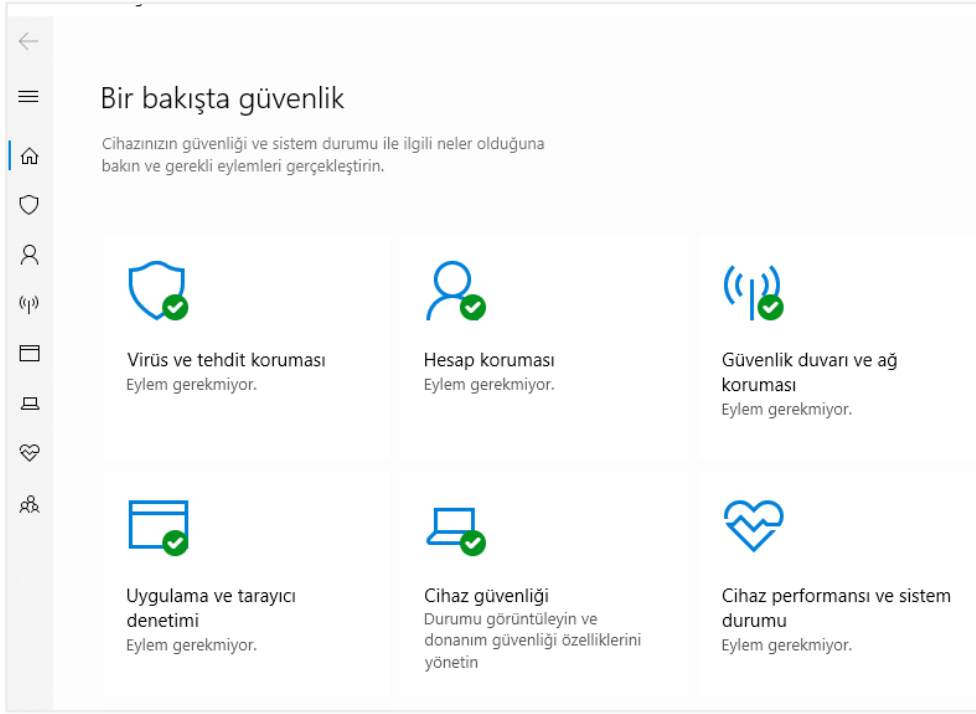 Bir bakışta güvenlik
Cihazınızın güvenliği ve sistem durumu ile ilgili neler olduğuna
bakın ve gerekli eylemleri gerçekleştirin.
Virüs ve tehdit koruması
Eylem gerekmiyor.
Hesap koruması
Eylem gerekmiyor.
Güvenlik duvarı ve ağ
koruması
Eylem gerekmiyor.
Uygulama ve tarayıcı
denetimi
Eylem gerekmiyor.
Cihaz güvenliği
Durumu görüntüleyin ve
donanım güvenliği özelliklerini
yönetin
Cihaz performansı ve sistem
durumu
Eylem gerekmiyor.